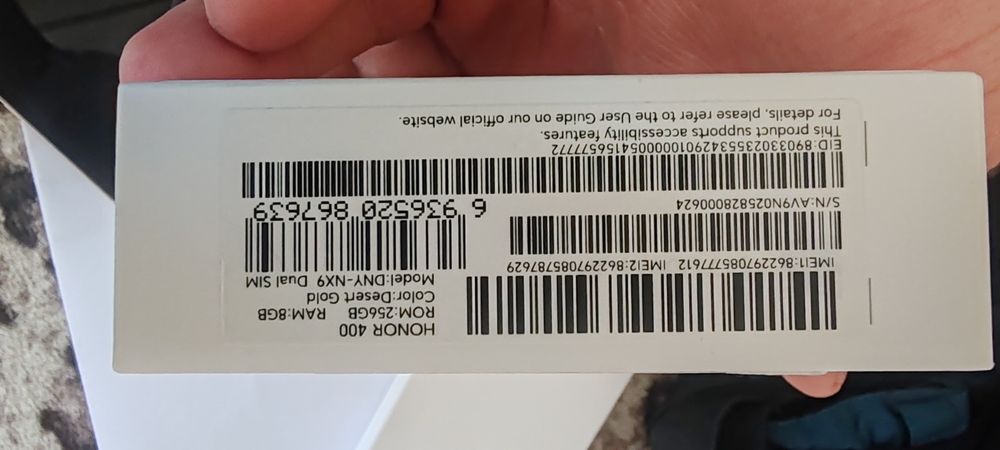 HONOR 400
ROM:256GB RAM:8GB
Color:Desert Gold
Model:DNY-NX9 Dual SIM
6 936520 867639
IMEI1:862297085777612 IMEI2:862297085787629
S/N:AV9N025828000624
EID:89033023553429010000054156577772
This product supports accessibility features.
For details, please refer to the User Guide on our official website.